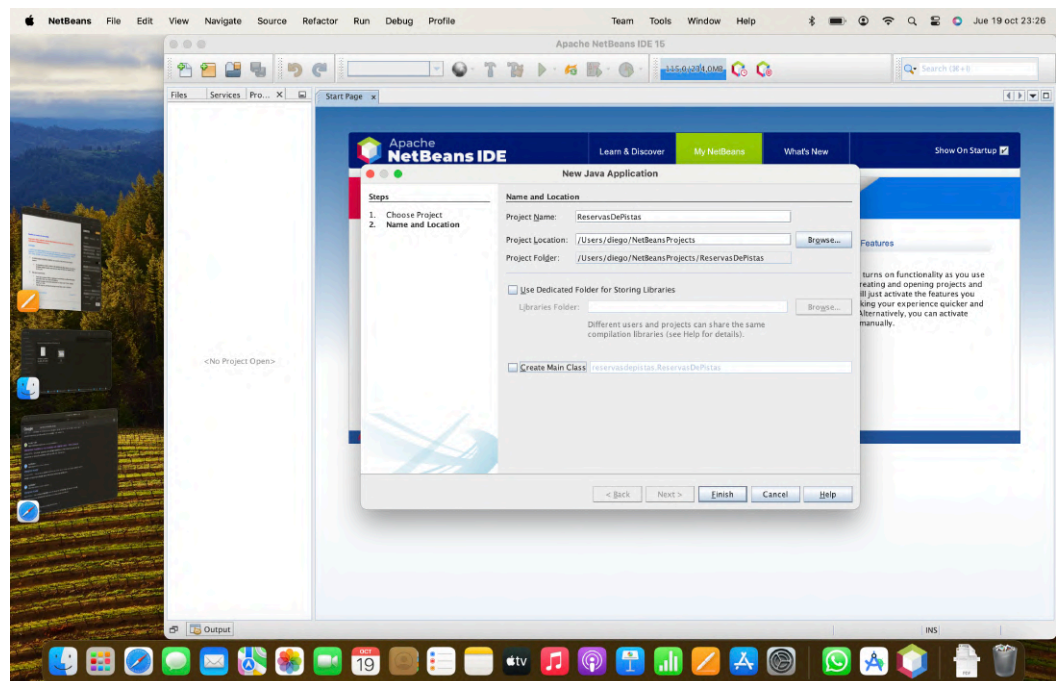 NetBeans File Edit View Navigate Source Refactor Run Debug Profile Team Tools Window Help Jue 19 oct 23:26
Apache NetBeans IDE 15
Search (⌘+I)
Files Services Pro... X
Start Page x
Apache
NetBeans IDE
Learn & Discover My NetBeans What's New Show On Startup
New Java Application
Steps
1. Choose Project
2. Name and Location
Name and Location
Project Name: ReservasDePistas
Project Location: /Users/diego/NetBeansProjects Browse...
Project Folder: /Users/diego/NetBeansProjects/ReservasDePistas
Use Dedicated Folder for Storing Libraries
Libraries Folder: Browse...
Different users and projects can share the same
compilation libraries (see Help for details).
Create Main Class reservasdepistas.ReservasDePistas
< Back Next > Finish Cancel Help
Features
turns on functionality as you use
reating and opening projects and
ll just activate the features you
king your experience quicker and
Alternatively, you can activate
manually.
<No Project Open>
Output
INS
OCT
19
tv